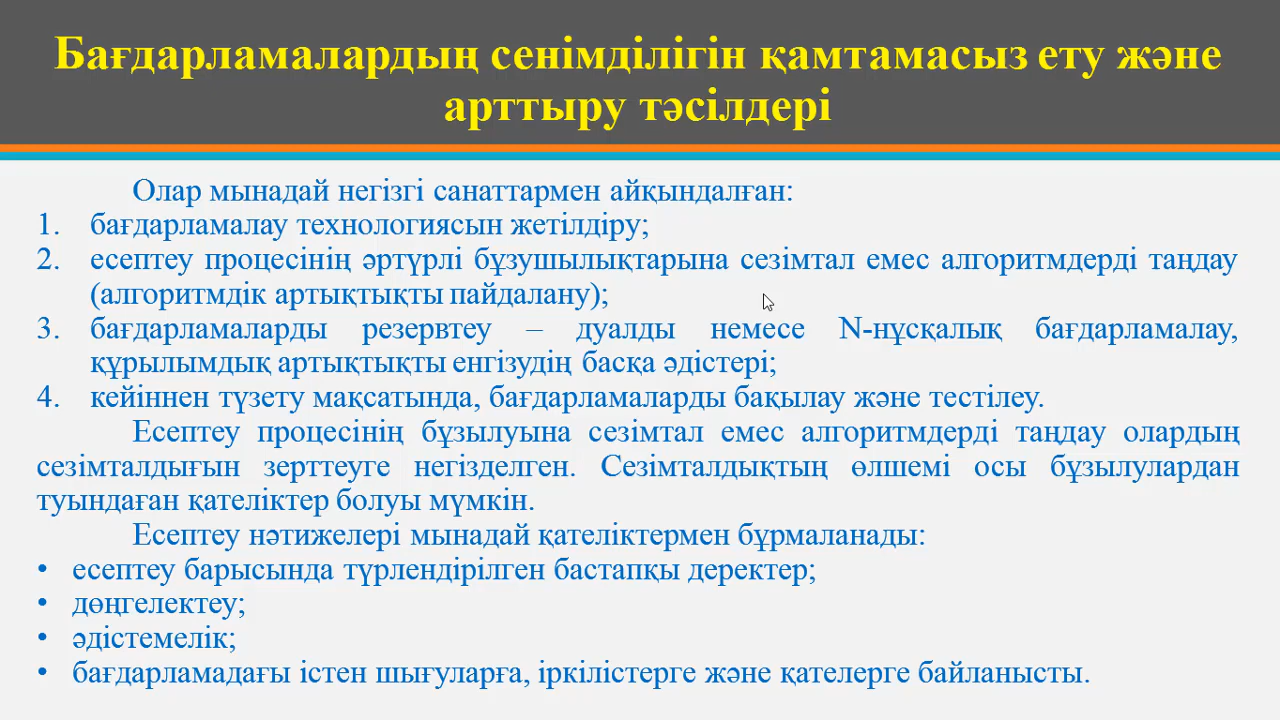 Бағдарламалардың сенімділігін қамтамасыз ету және
арттыру тәсілдері
Олар мынадай негізгі санаттармен айқындалған:
1. бағдарламалау технологиясын жетілдіру;
2. есептеу процесінің әртүрлі бұзушылықтарына сезімтал емес алгоритмдерді таңдау
(алгоритмдік артықтықты пайдалану);
3. бағдарламаларды резервтеу – дуалды немесе N-нұсқалық бағдарламалау,
құрылымдық артықтықты енгізудің басқа әдістері;
4. кейіннен түзету мақсатында, бағдарламаларды бақылау және тестілеу.
Есептеу процесінің бұзылуына сезімтал емес алгоритмдерді таңдау олардың
сезімталдығын зерттеуге негізделген. Сезімталдықтың өлшемі осы бұзылулардан
туындаған қателіктер болуы мүмкін.
Есептеу нәтижелері мынадай қателіктермен бұрмаланады:
• есептеу барысында түрлендірілген бастапқы деректер;
• дөңгелектеу;
• әдістемелік;
• бағдарламадағы істен шығуларға, іркілістерге және қателерге байланысты.